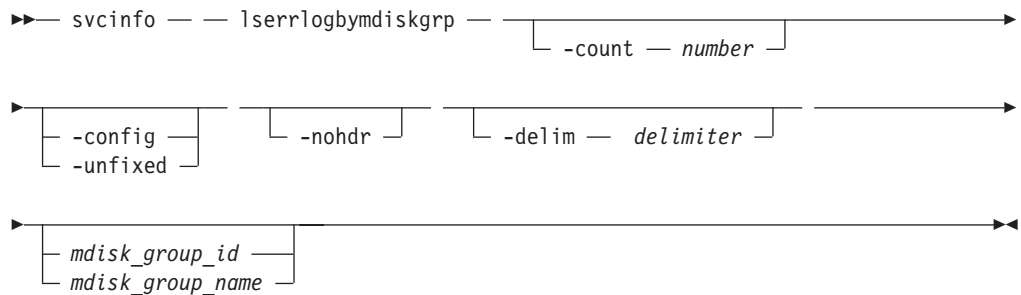 svcinfo lserrlogbymdiskgrp
-count number
-config -nohdr -delim delimiter
-unfixed
mdisk_group_id
mdisk_group_name